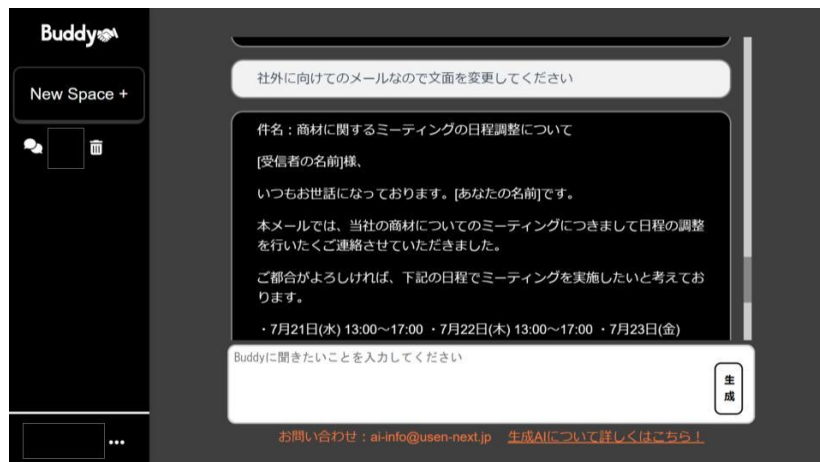 Buddy
New Space +
社外に向けてのメールなので文面を変更してください
件名：商材に関するミーティングの日程調整について
[受信者の名前]様、
いつもお世話になっております。[あなたの名前]です。
本メールでは、当社の商材についてのミーティングにつきまして日程の調整
を行いたくご連絡させていただきました。
ご都合がよろしければ、下記の日程でミーティングを実施したいと考えてお
ります。
・7月21日(水) 13:00〜17:00 ・7月22日(木) 13:00〜17:00 ・7月23日(金)
Buddyに聞きたいことを入力してください
生
成
...
お問い合わせ：ai-info@usen-next.jp 生成AIについて詳しくはこちら！